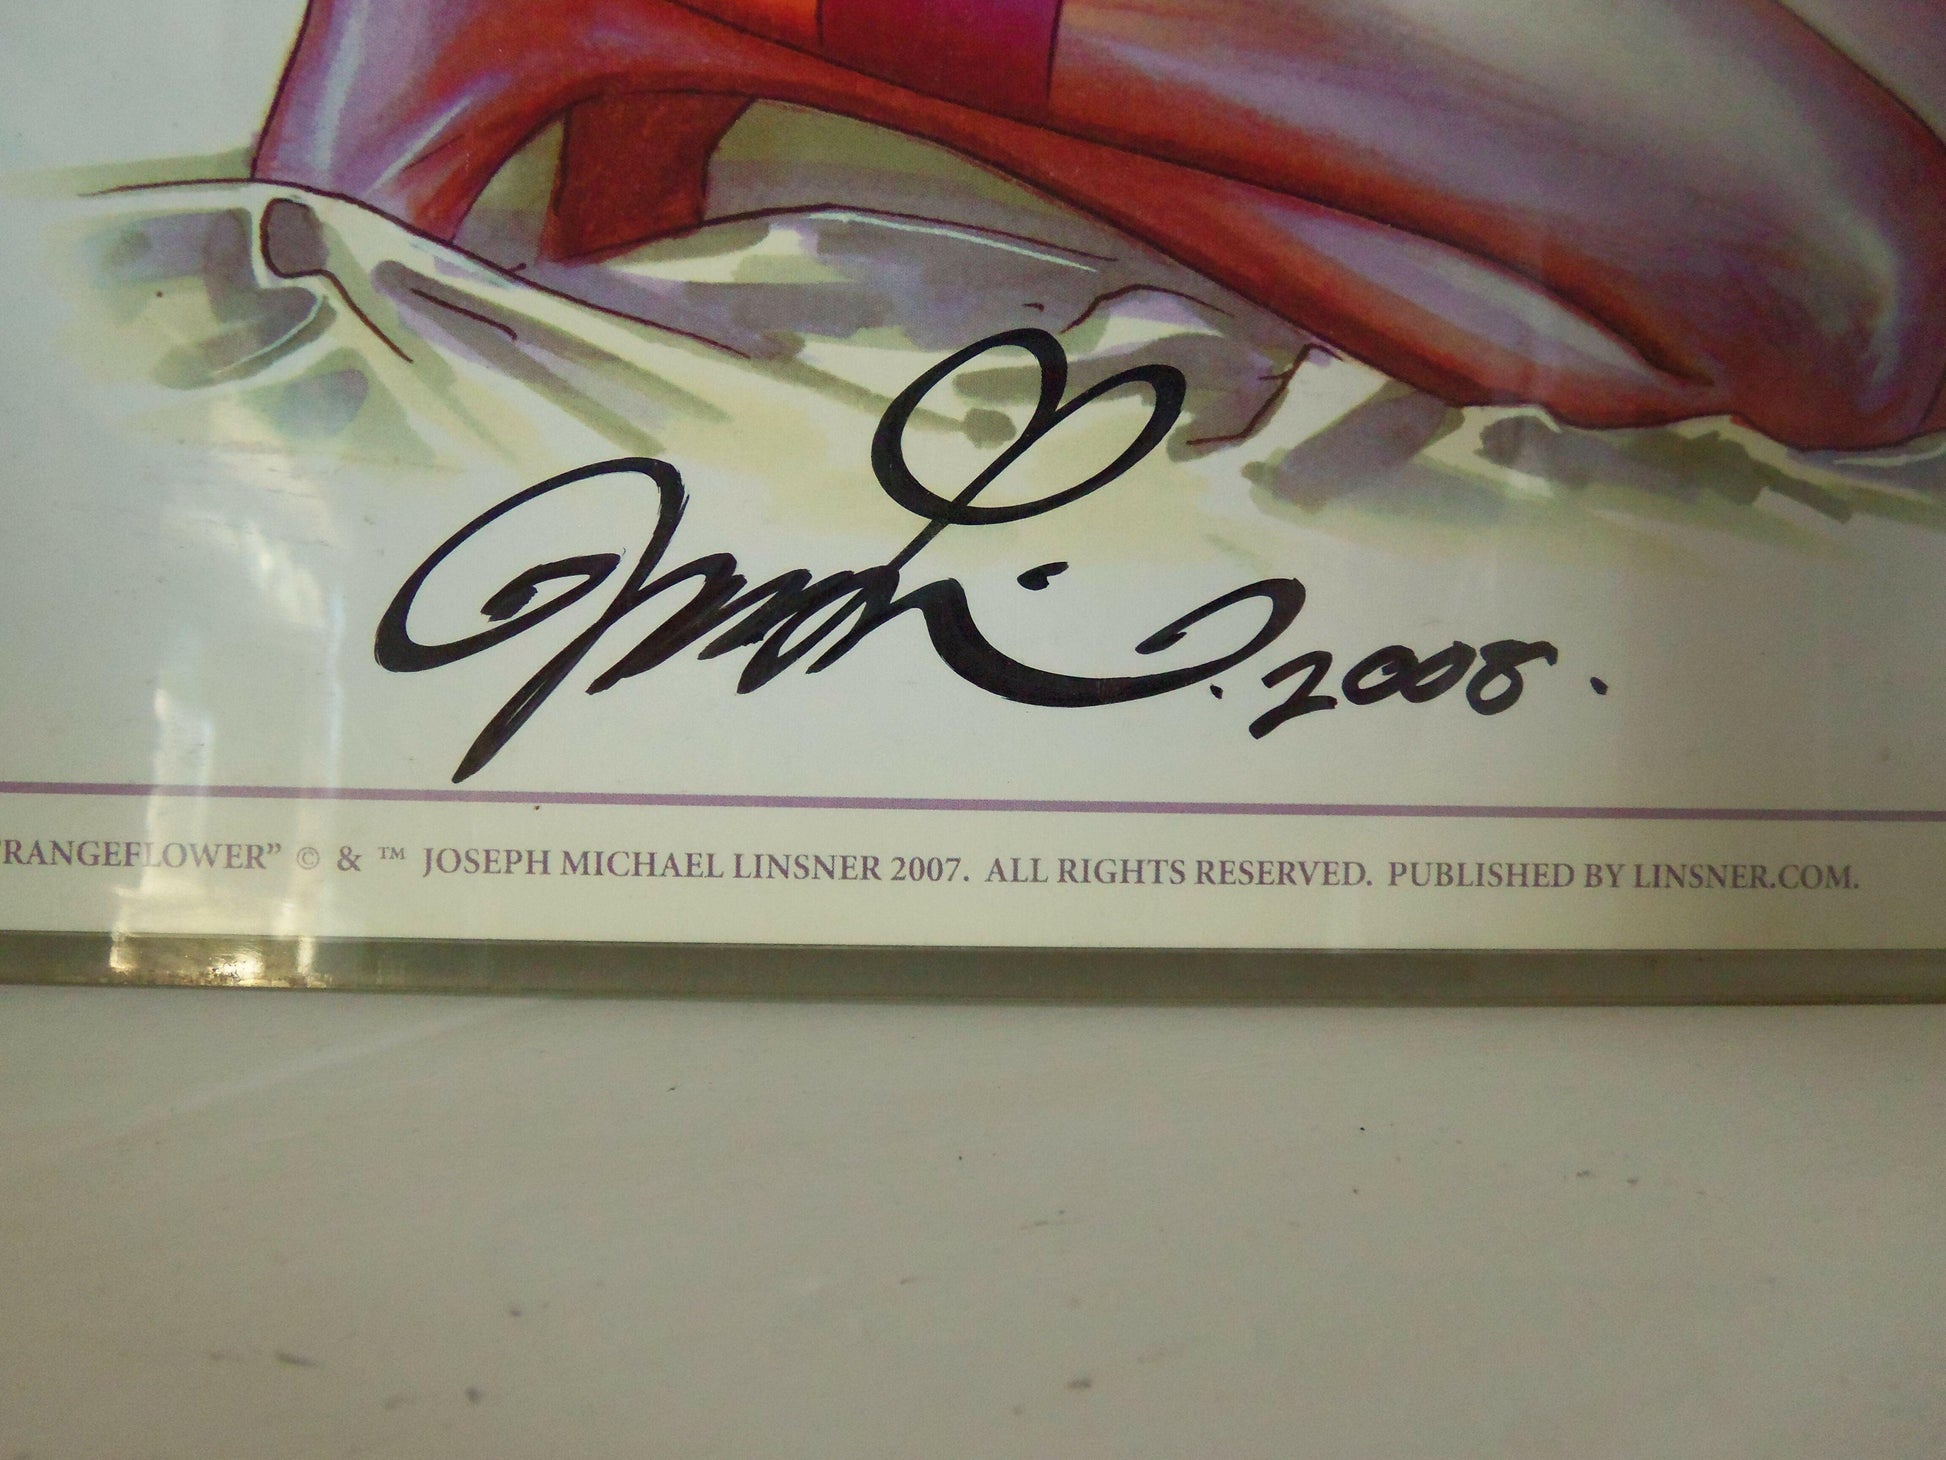 . 2008 .
RANGEFLOWER” © & ™ JOSEPH MICHAEL LINSNER 2007. ALL RIGHTS RESERVED. PUBLISHED BY LINSNER.COM.